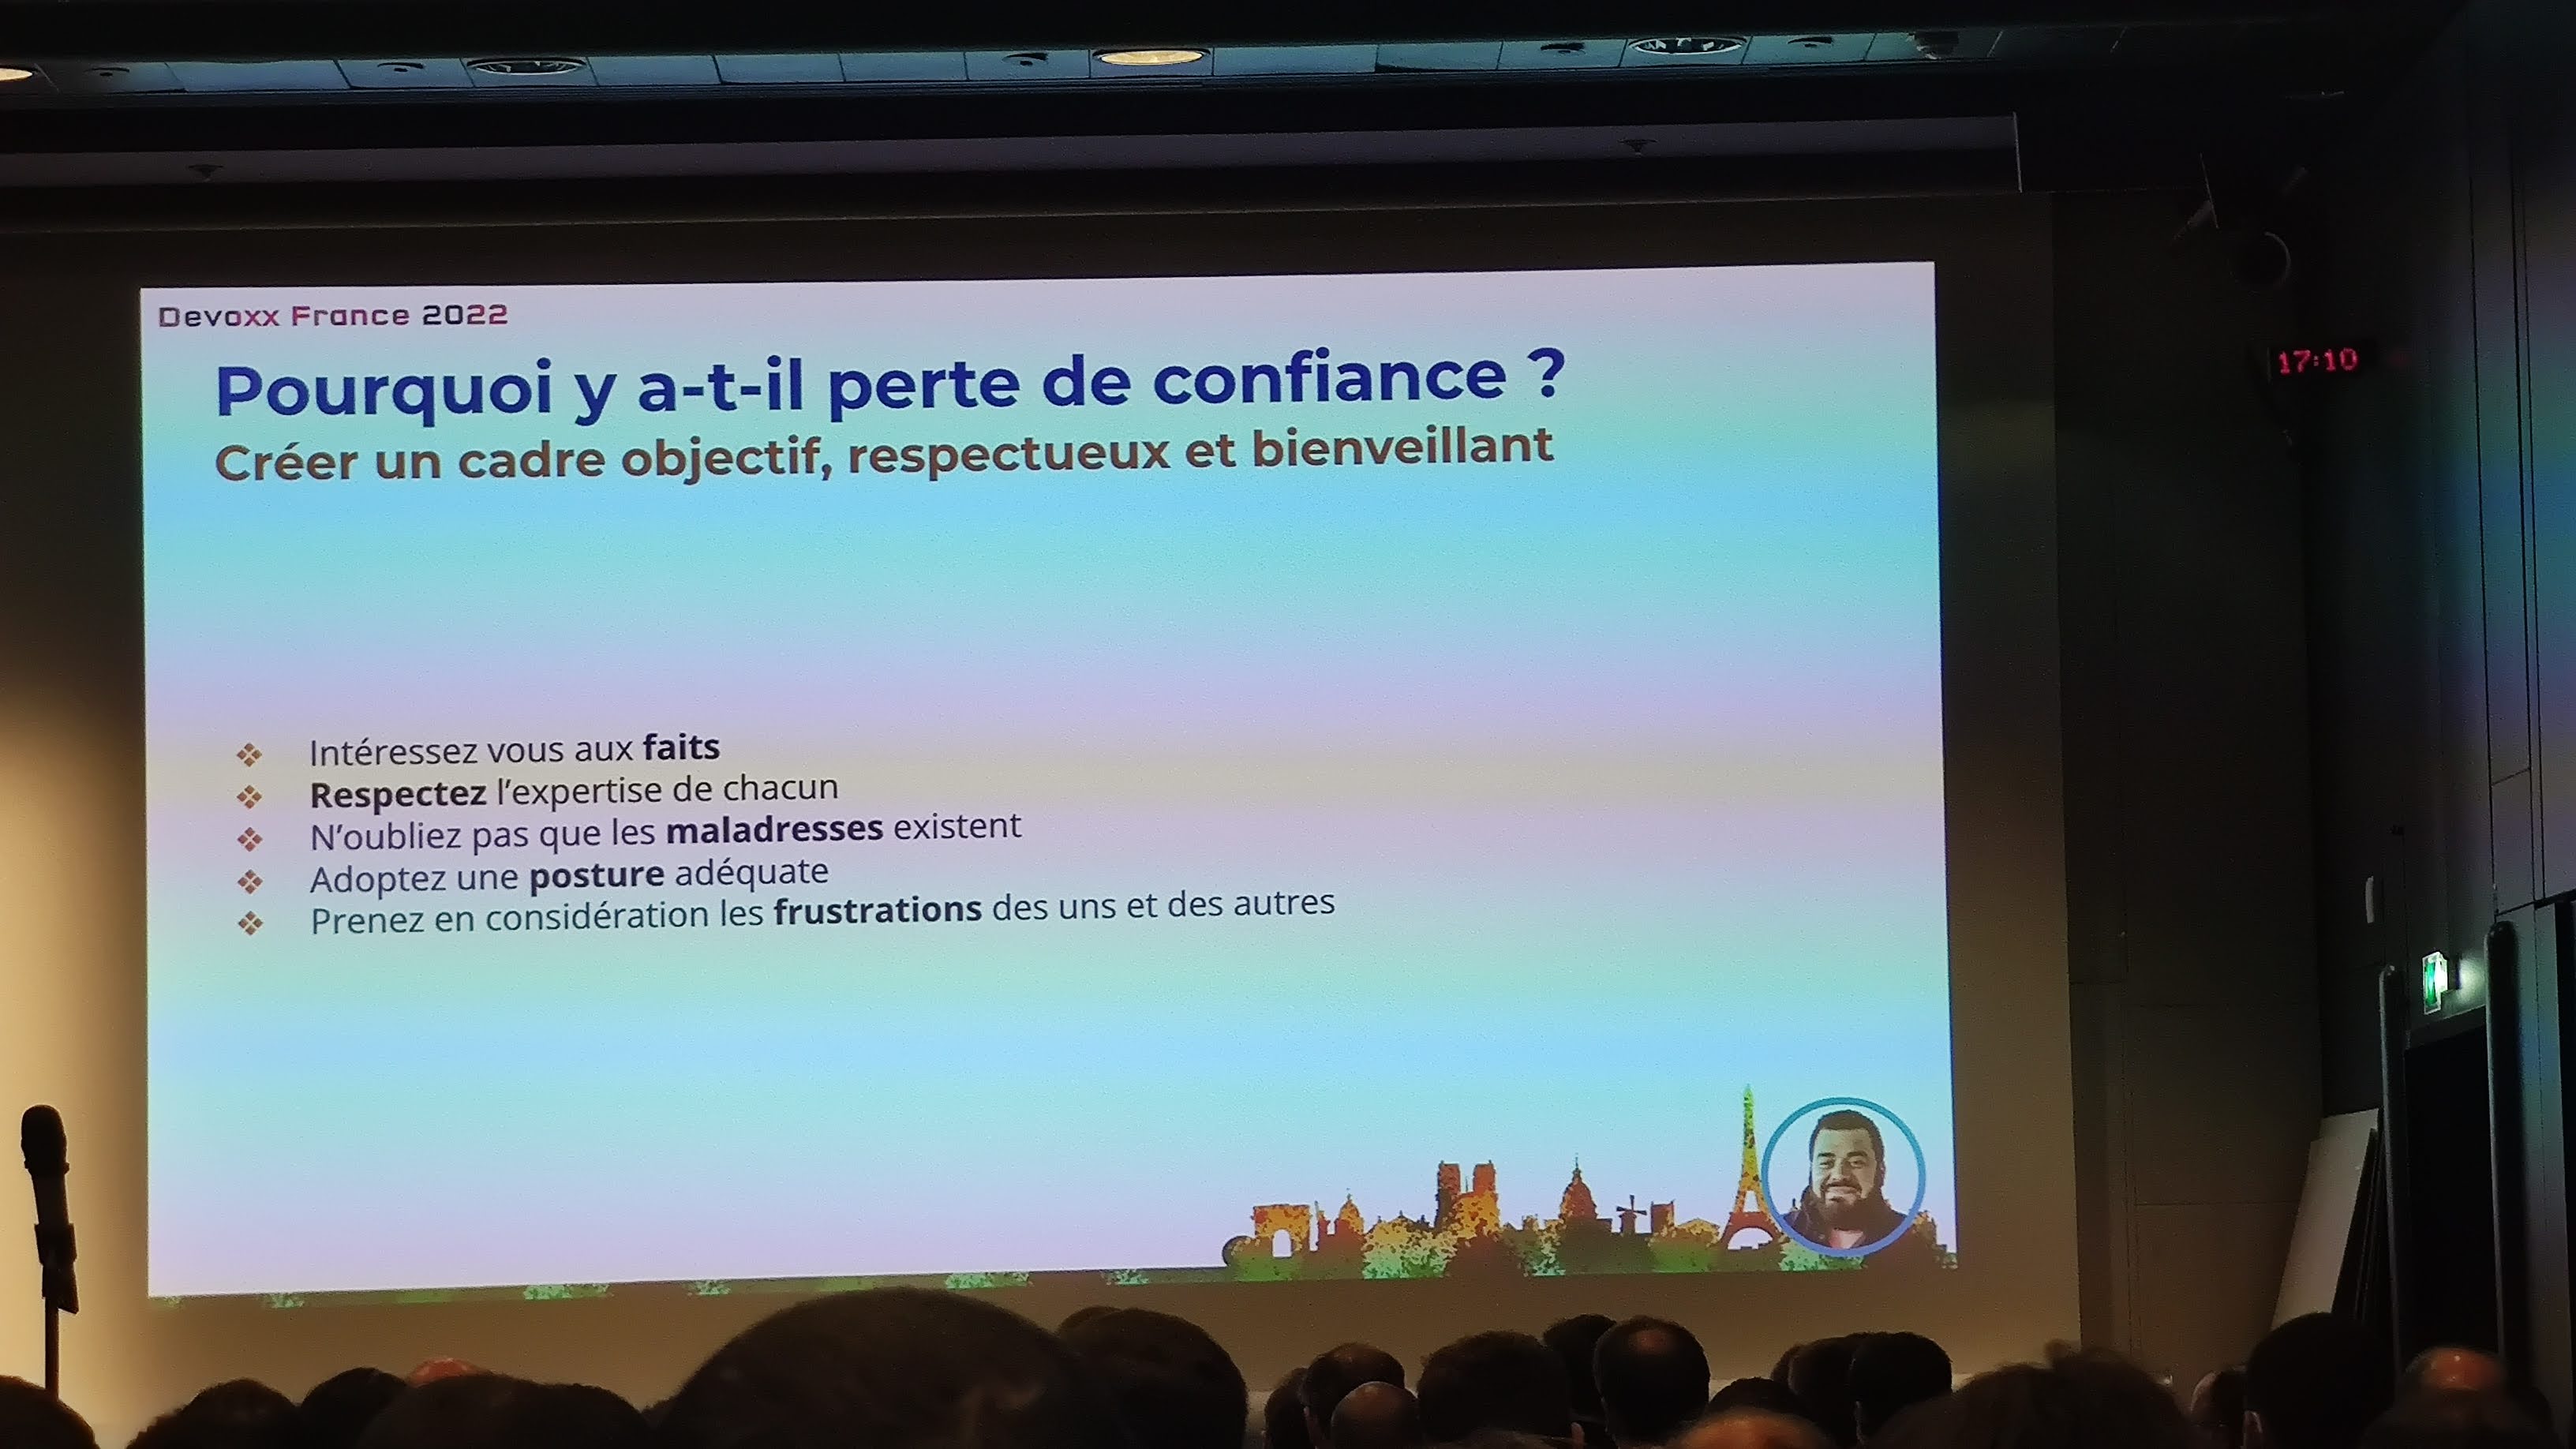 Devoxx France 2022
Pourquoi y a-t-il perte de confiance ?
Créer un cadre objectif, respectueux et bienveillant
17:10
Intéressez vous aux faits
Respectez l'expertise de chacun
N'oubliez pas que les maladresses existent
Adoptez une posture adéquate
Prenez en considération les frustrations des uns et des autres